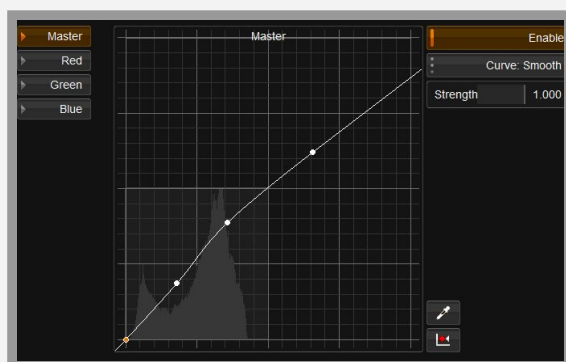 Master
Red
Green
Blue
Master
Enable
Curve: Smooth
Strength 1.000